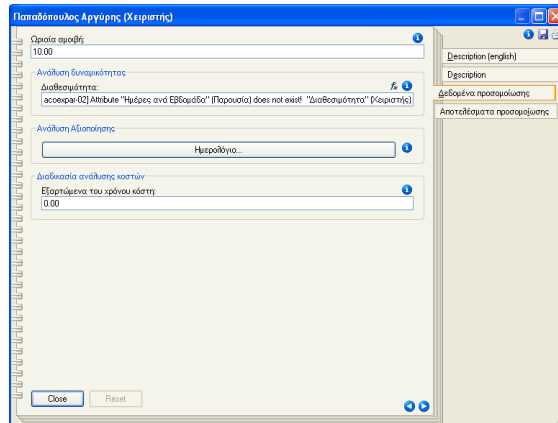 Παπαδόπουλος Αργύρης (Χειριστής)
Ωριαία αμοιβή:
10.00
Ανάλυση δυναμικότητας
Διαθεσιμότητα:
acoexpar-02] Attribute "Ημέρες ανά Εβδομάδα" (Παρουσία) does not exist! "Διαθεσιμότητα" (Χειριστής)
Ανάλυση Αξιοποίησης
Ημερολόγιο...
Διαδικασία ανάλυσης κοστών
Εξαρτώμενα του χρόνου κόστη:
0.00
Close
Reset
Description (english)
Description
Δεδομένα προσομοίωσης
Αποτελέσματα προσομοίωσης